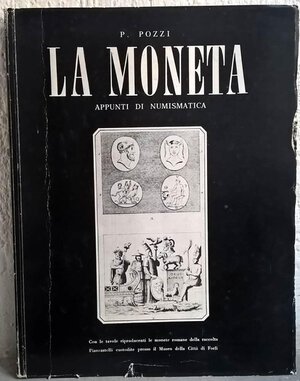 P. POZZI
LA MONETA
APPUNTI DI NUMISMATICA
Con le tavole riproducenti le monete romane della raccolta
Piancastelli custodite presso il Museo della Città di Forlì